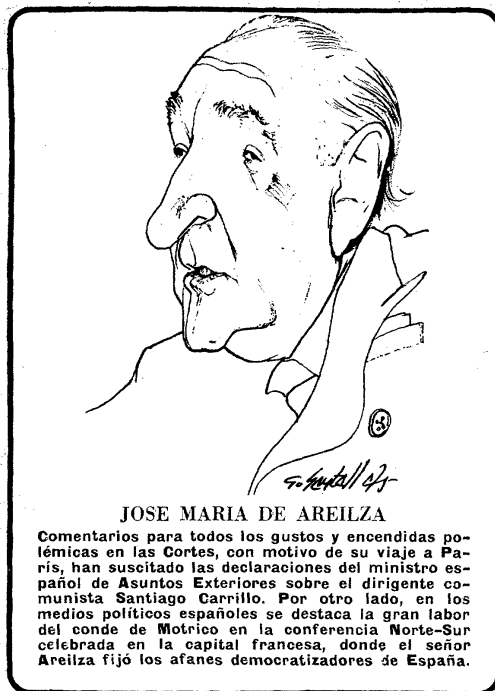 JOSE MARIA DE AREILZA
Comentarios para todos los gustos y encendidas po-
lémicas en las Cortes, con motivo de su viaje a Pa-
rís, han suscitado las declaraciones del ministro es-
pañol de Asuntos Exteriores sobre el dirigente co-
munista Santiago Carrillo. Por otro lado, en los
medios políticos españoles se destaca la gran labor
del conde de Motrico en la conferencia Norte-Sur
celebrada en la capital francesa, donde el señor
Areilza fijó los afanes democratizadores de España.